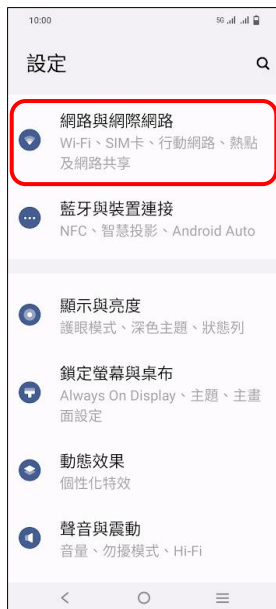 10:00
5G
設定
網路與網際網路
Wi-Fi、SIM卡、行動網路、熱點
及網路共享
藍牙與裝置連接
NFC、智慧投影、Android Auto
顯示與亮度
護眼模式、深色主題、狀態列
鎖定螢幕與桌布
Always On Display、主題、主畫
面設定
動態效果
個性化特效
聲音與震動
音量、勿擾模式、Hi-Fi